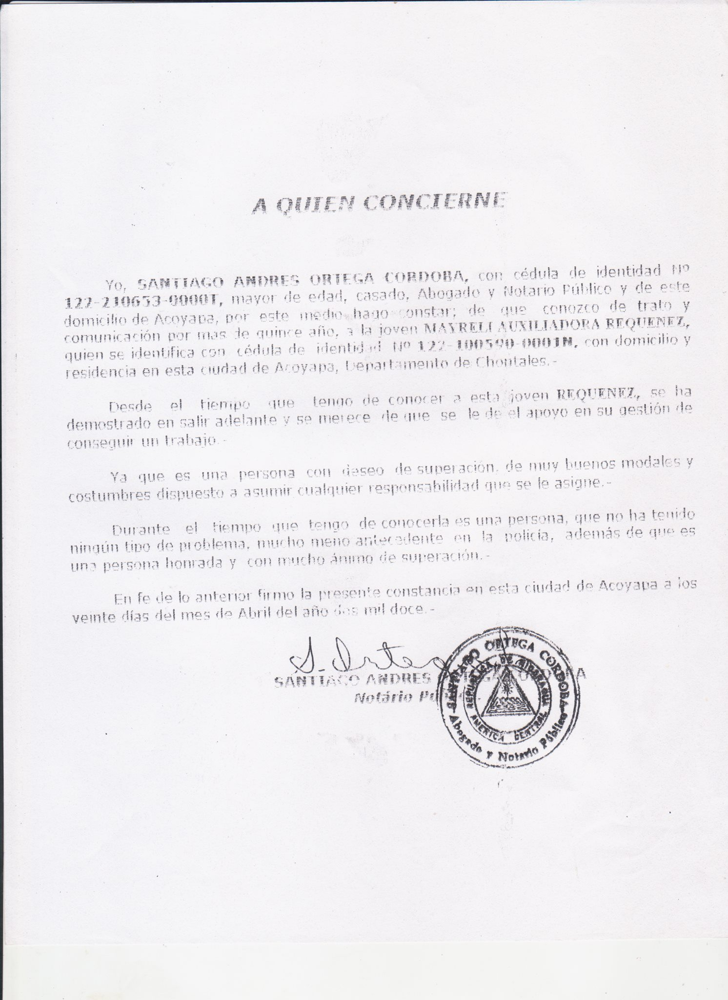 A QUIEN CONCIERNE
Yo, SANTIAGO ANDRES ORTEGA CORDOBA, con cédula de identidad Nº
122-210653-0000T, mayor de edad, casado, Abogado y Notario Público y de este
domicilio de Acoyapa, por este medio hago constar; de que conozco de trato y
comunicación por mas de quince año, a la joven MAYRELI AUXILIADORA REQUENEZ,
quien se identifica con cédula de identidad Nº 122-100590-0001N, con domicilio y
residencia en esta ciudad de Acoyapa, Departamento de Chontales.-
Desde el tiempo que tengo de conocer a esta joven REQUENEZ, se ha
demostrado en salir adelante y se merece de que se le de el apoyo en su gestión de
conseguir un trabajo.-
Ya que es una persona con deseo de superación, de muy buenos modales y
costumbres dispuesto a asumir cualquier responsabilidad que se le asigne.-
Durante el tiempo que tengo de conocerla es una persona, que no ha tenido
ningún tipo de problema, mucho meno antecedente en la policía, además de que es
una persona honrada y con mucho ánimo de superación.-
En fe de lo anterior firmo la presente constancia en esta ciudad de Acoyapa a los
veinte días del mes de Abril del año dos mil doce.-
S. Ortega
SANTIAGO ANDRES ORTEGA CORDOBA
Notário Público.
SANTIAGO ORTEGA CORDOBA
REPUBLICA DE NICARAGUA
AMERICA CENTRAL
Abogado y Notario Público